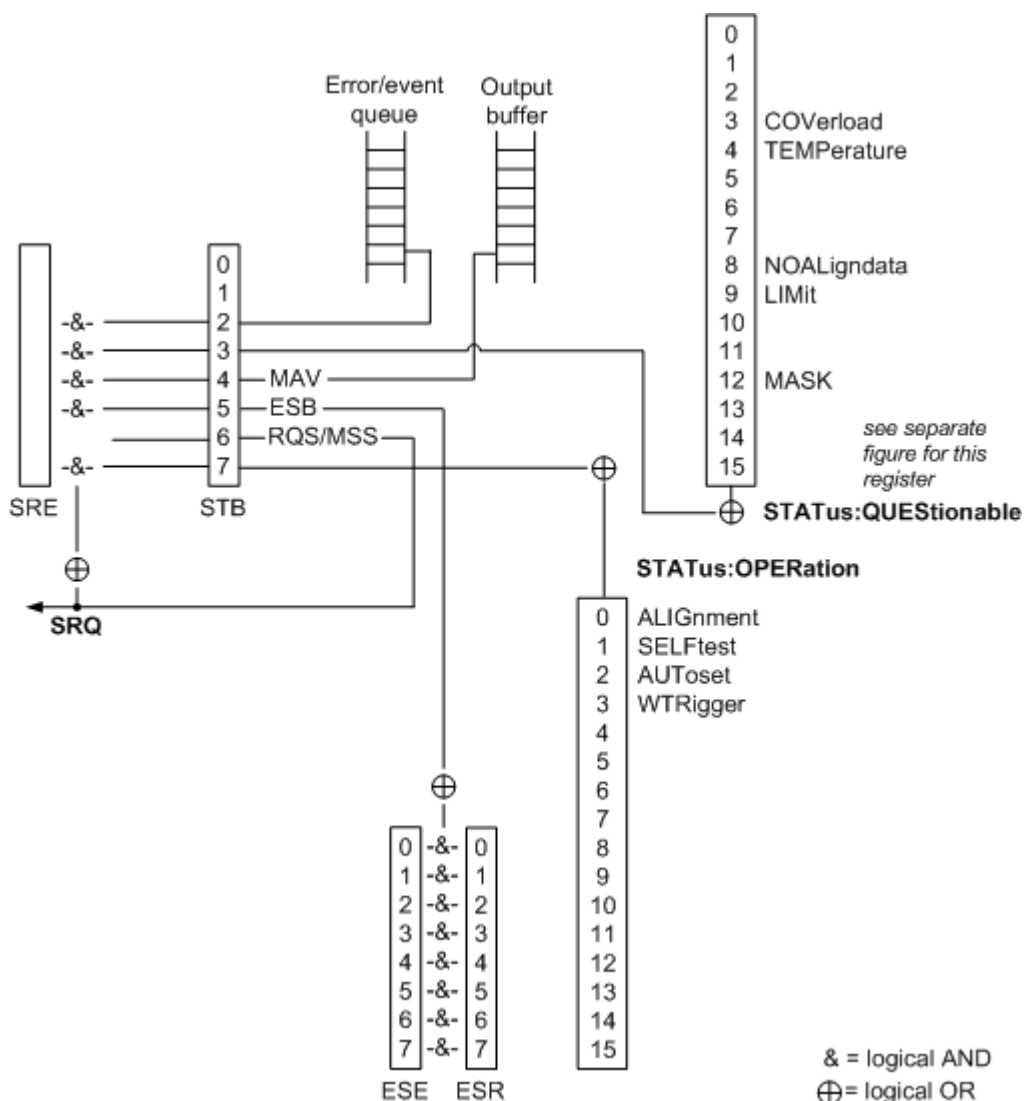 Error/event queue
Output buffer
0
1
2
3 COVerload
4 TEMPerature
5
6
7
8 NOALigndata
9 LIMit
10
11
12 MASK
13
14
15
see separate
figure for this
register
STATus:QUEStionable
0
1
-&- 2
-&- 3
-&- 4 MAV
-&- 5 ESB
6 RQS/MSS
-&- 7
SRE STB
SRQ
STATus:OPERation
0 ALIGnment
1 SELFtest
2 AUToset
3 WTRigger
4
5
6
7
8
9
10
11
12
13
14
15
0 -&- 0
1 -&- 1
2 -&- 2
3 -&- 3
4 -&- 4
5 -&- 5
6 -&- 6
7 -&- 7
ESE ESR
& = logical AND
⊕ = logical OR